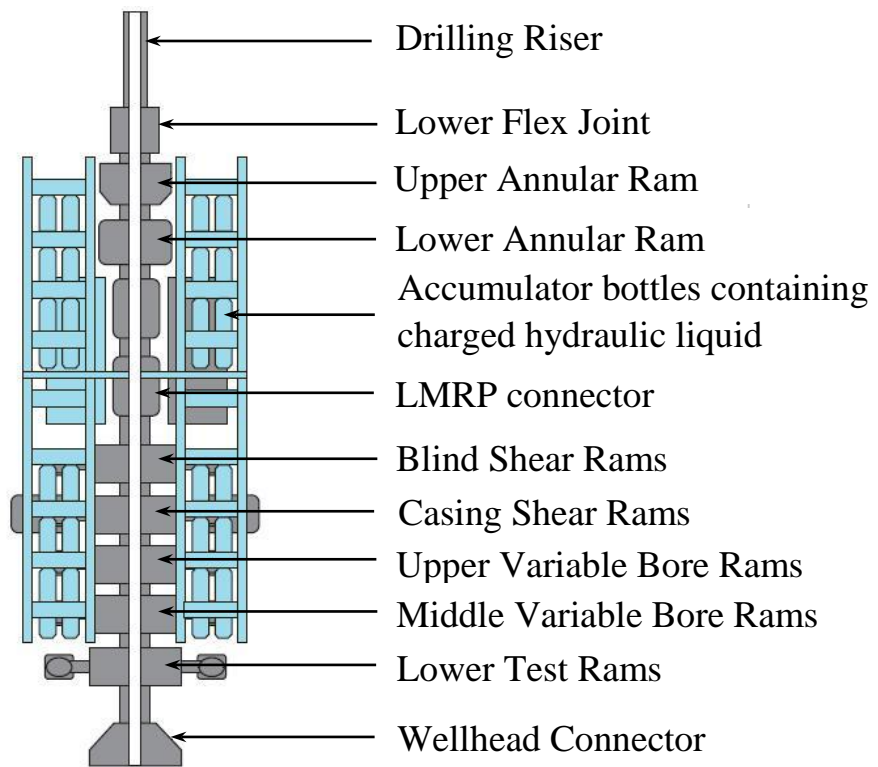 Drilling Riser
Lower Flex Joint
Upper Annular Ram
Lower Annular Ram
Accumulator bottles containing
charged hydraulic liquid
LMRP connector
Blind Shear Rams
Casing Shear Rams
Upper Variable Bore Rams
Middle Variable Bore Rams
Lower Test Rams
Wellhead Connector